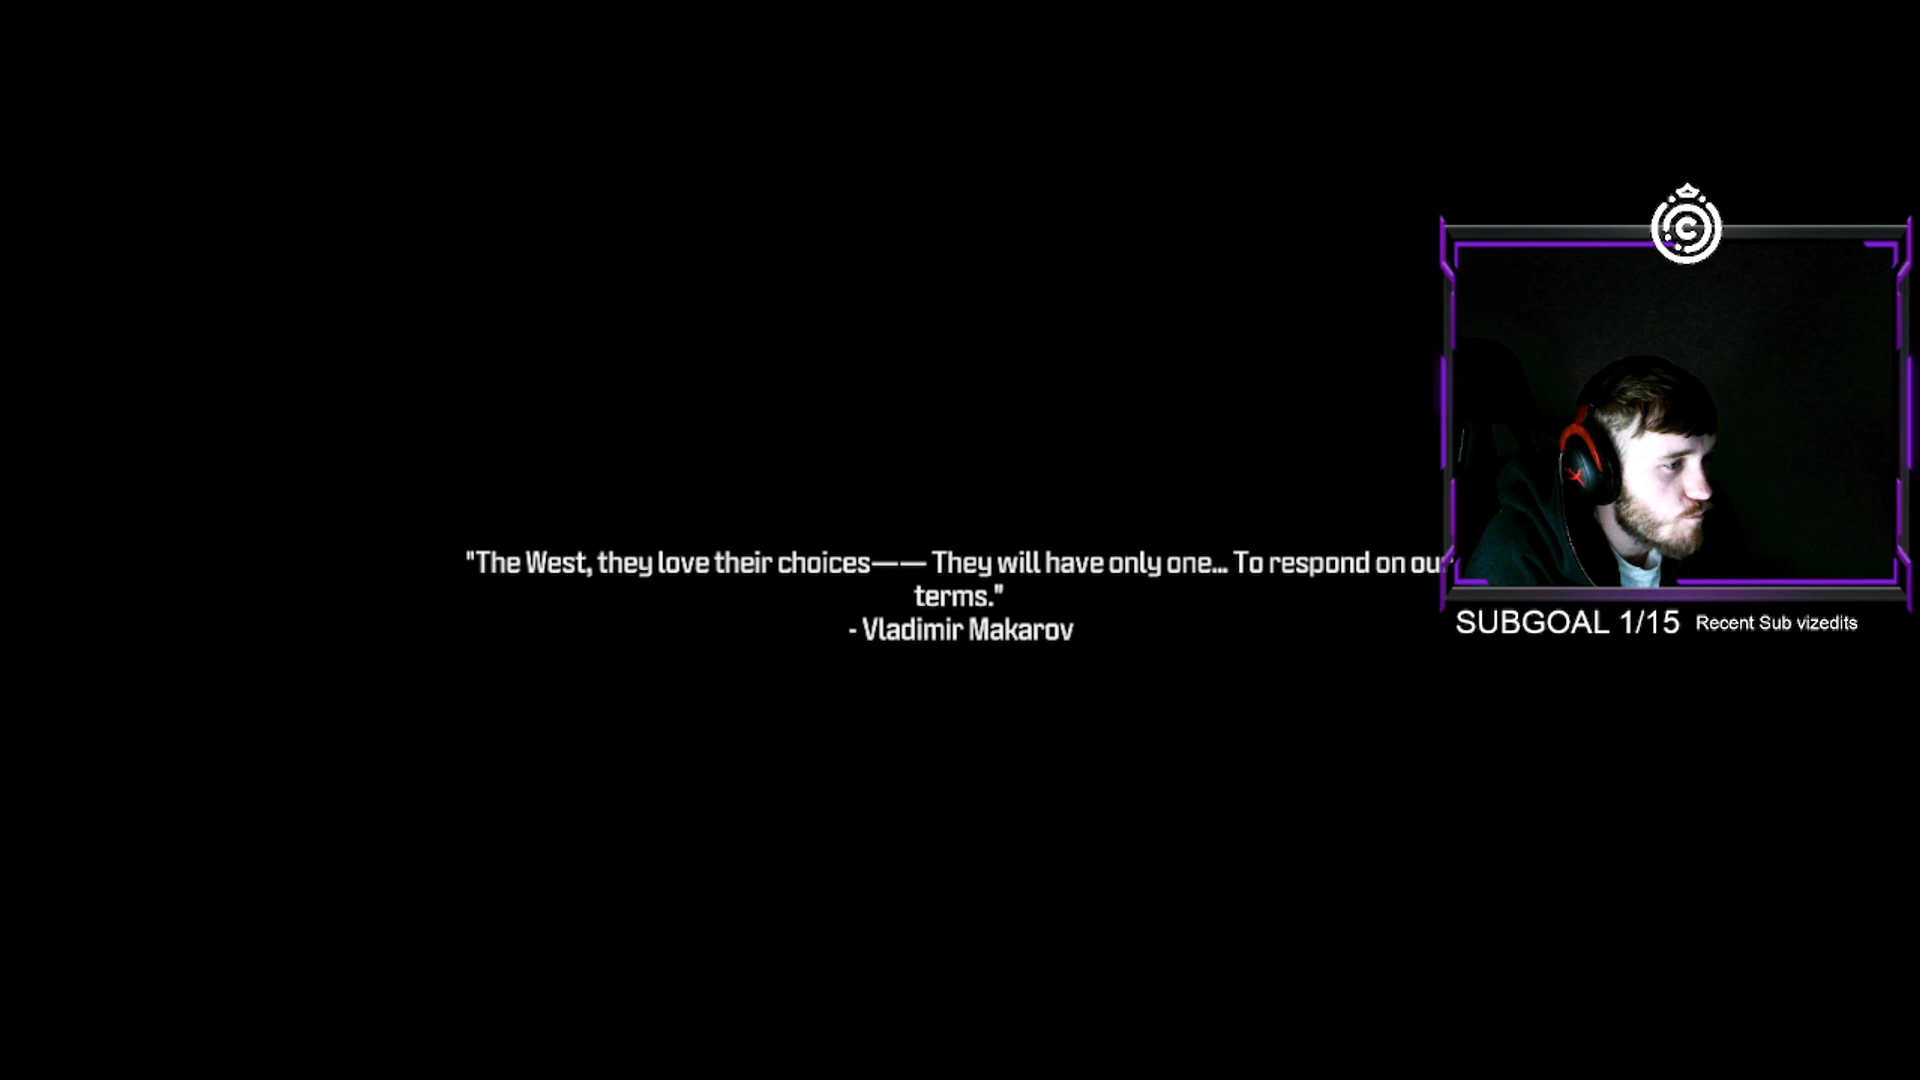 "The West, they love their choices—— They will have only one... To respond on our
terms."
- Vladimir Makarov
SUBGOAL 1/15 Recent Sub vizedits